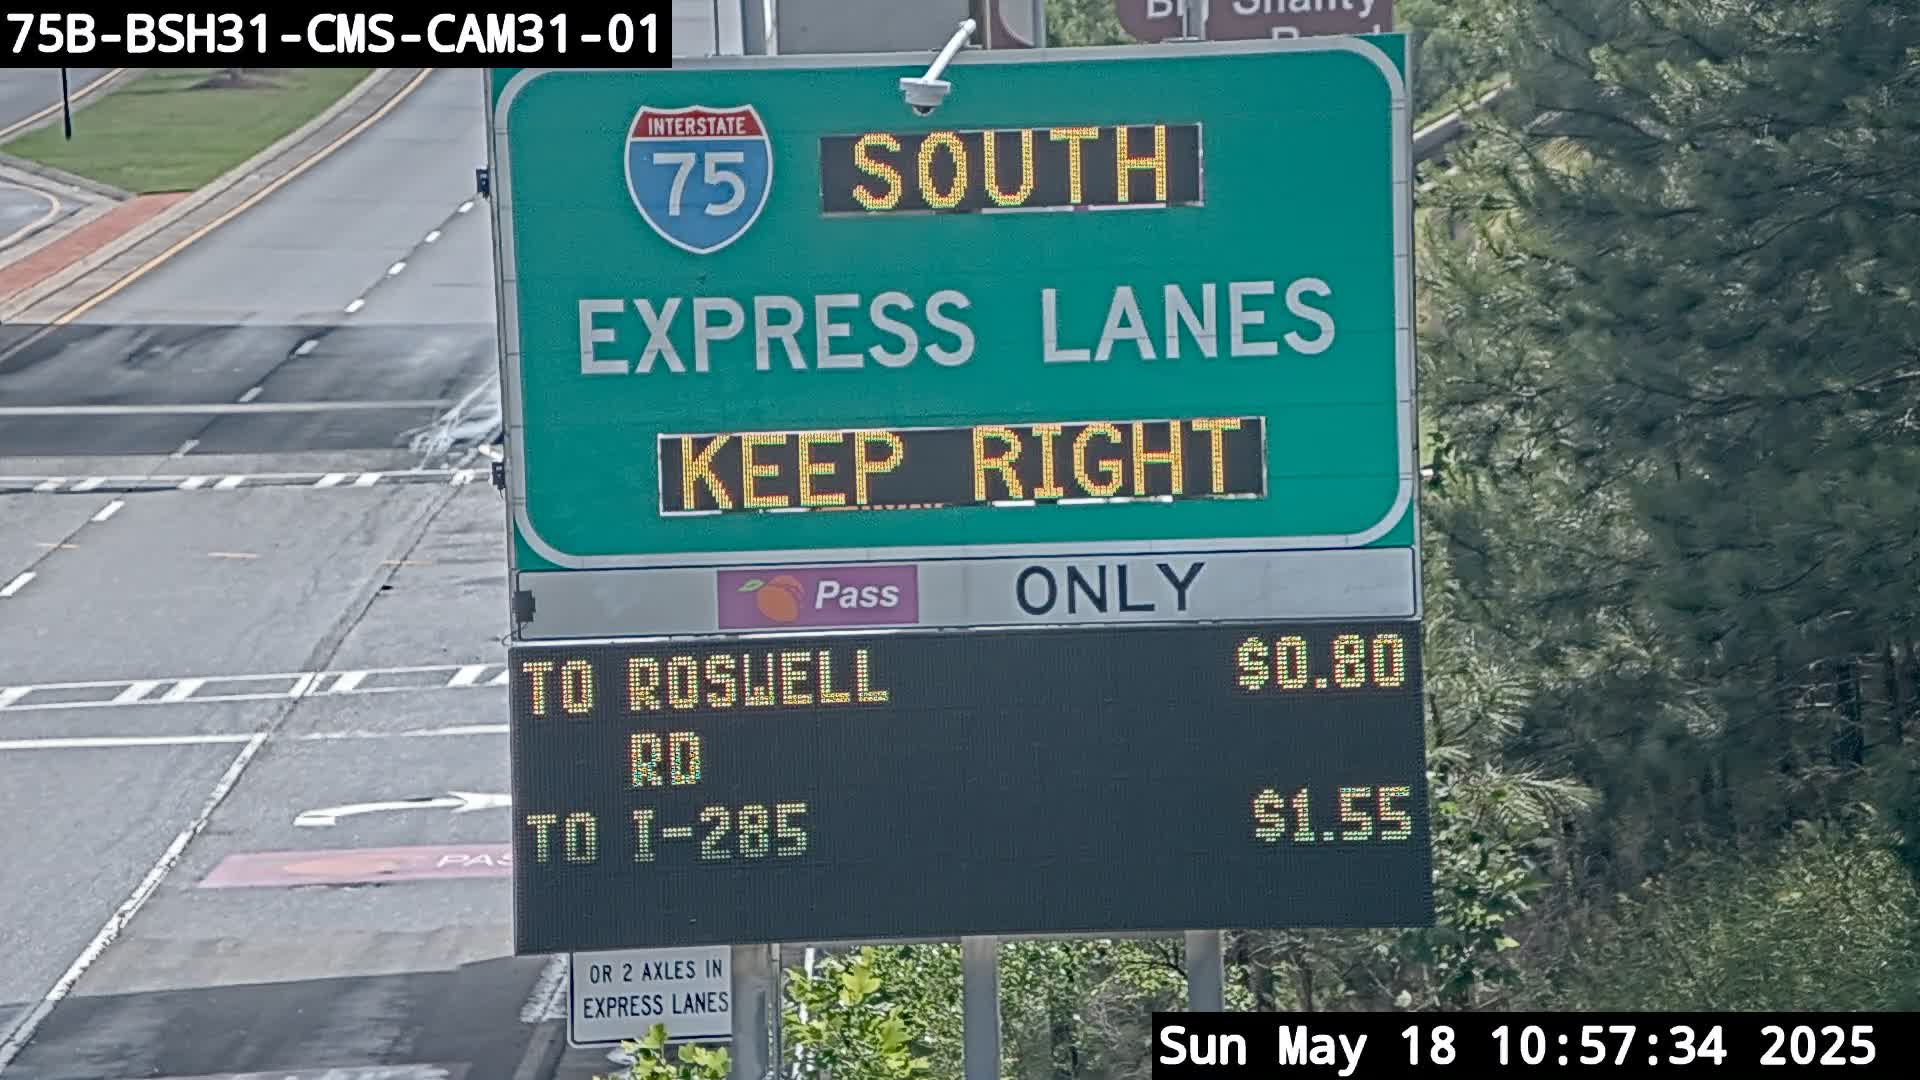 75B-BSH31-CMS-CAM31-01
Shanty
INTERSTATE
75
SOUTH
EXPRESS LANES
KEEP RIGHT
Pass ONLY
TO ROSWELL $0.80
RD
TO I-285 $1.55
OR 2 AXLES IN
EXPRESS LANES
Sun May 18 10:57:34 2025